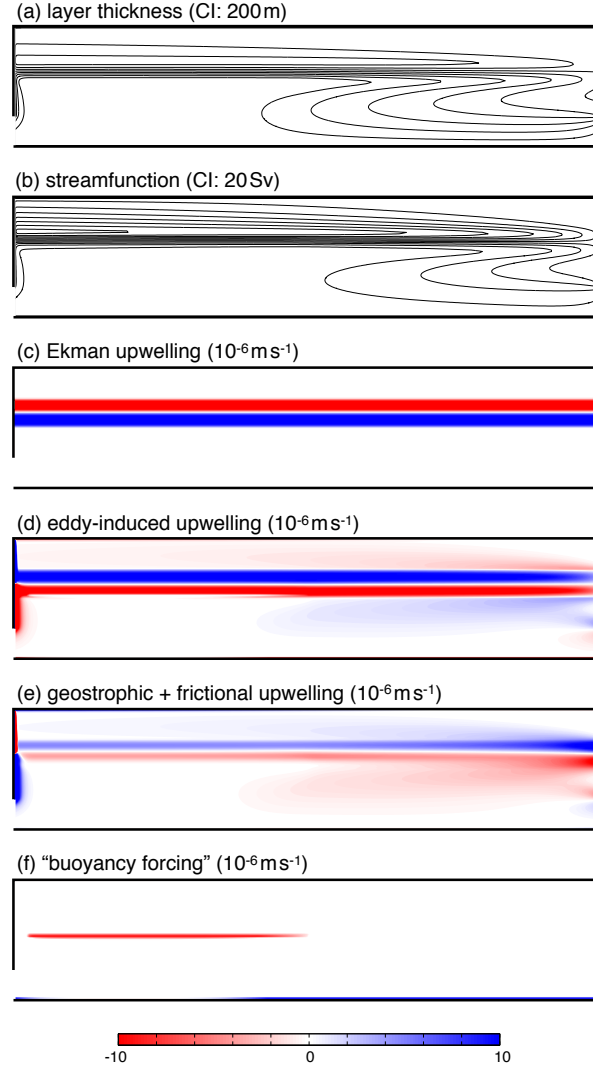 (a) layer thickness (CI: 200 m)
(b) streamfunction (CI: 20 Sv)
(c) Ekman upwelling (10⁻⁶ m s⁻¹)
(d) eddy-induced upwelling (10⁻⁶ m s⁻¹)
(e) geostrophic + frictional upwelling (10⁻⁶ m s⁻¹)
(f) “buoyancy forcing” (10⁻⁶ m s⁻¹)
-10 0 10